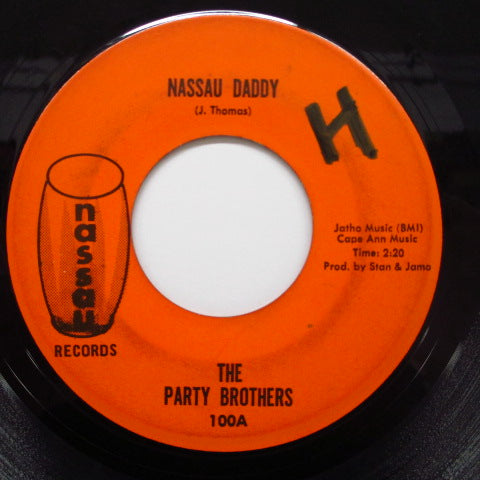 NASSAU DADDY
(J. Thomas)
H
nassau
RECORDS
Jatho Music (BMI)
Cape Ann Music
Time: 2:20
Prod. by Stan & Jamo
THE
PARTY BROTHERS
100A